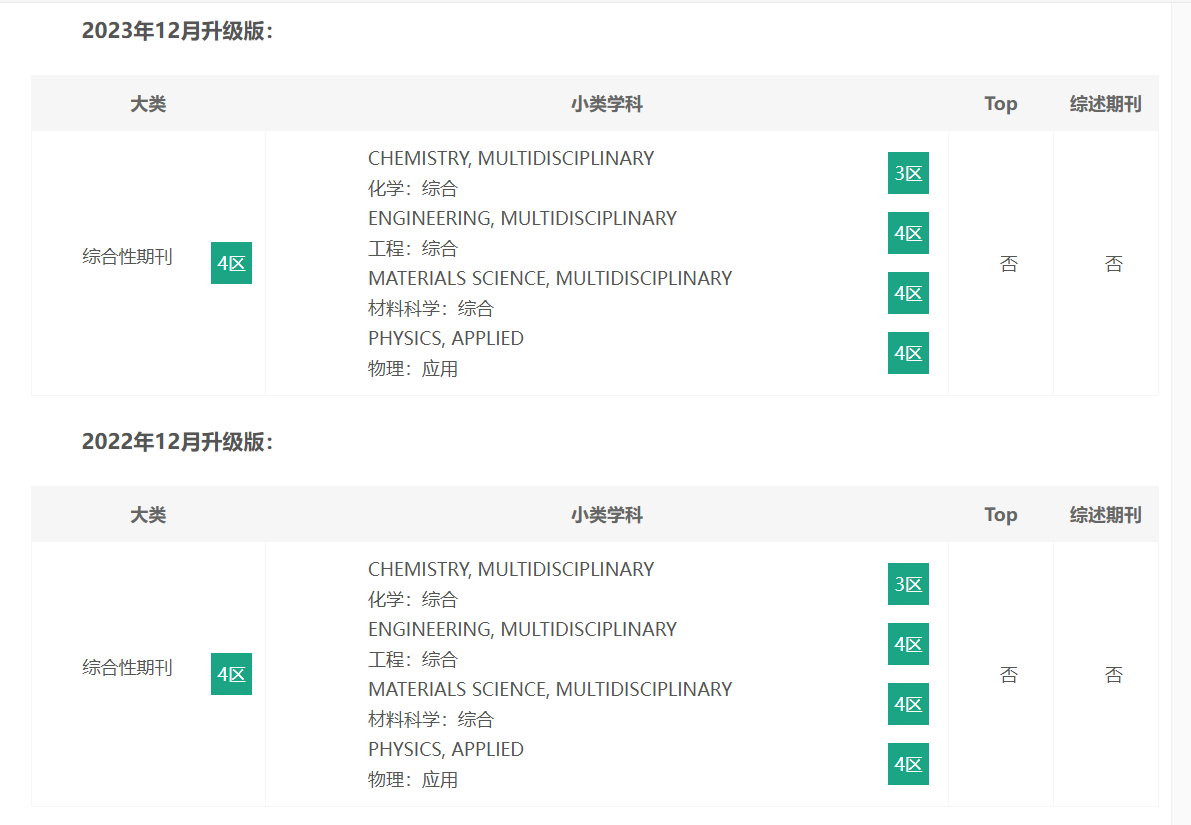 2023年12月升级版：
大类 小类学科 Top 综述期刊
综合性期刊 4区
CHEMISTRY, MULTIDISCIPLINARY
化学：综合
3区
ENGINEERING, MULTIDISCIPLINARY
工程：综合
4区
MATERIALS SCIENCE, MULTIDISCIPLINARY
材料科学：综合
4区
PHYSICS, APPLIED
物理：应用
4区
否 否
2022年12月升级版：
大类 小类学科 Top 综述期刊
综合性期刊 4区
CHEMISTRY, MULTIDISCIPLINARY
化学：综合
3区
ENGINEERING, MULTIDISCIPLINARY
工程：综合
4区
MATERIALS SCIENCE, MULTIDISCIPLINARY
材料科学：综合
4区
PHYSICS, APPLIED
物理：应用
4区
否 否